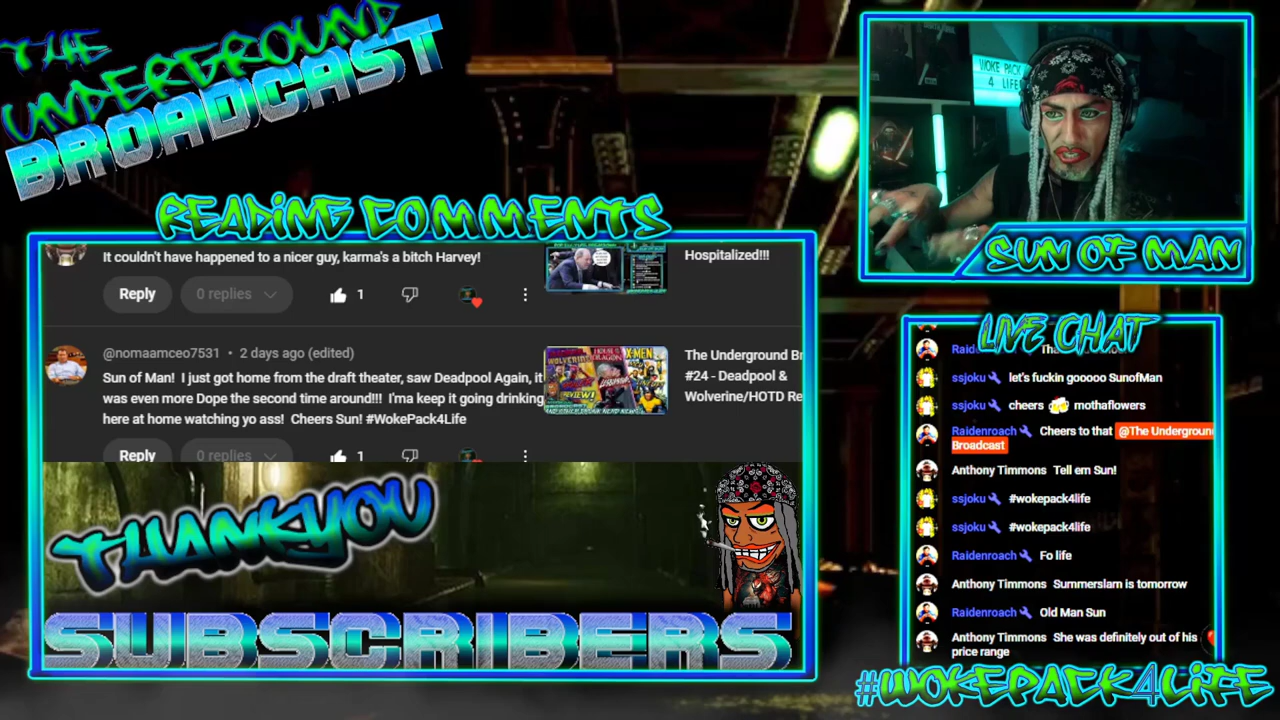 THE
UNDERGROUND
BROADCAST
READING COMMENTS
It couldn't have happened to a nicer guy, karma's a bitch Harvey!
Hospitalized!!!
Reply 0 replies 1
@nomaamceo7531 • 2 days ago (edited)
Sun of Man! I just got home from the draft theater, saw Deadpool Again, it
was even more Dope the second time around!!! I'ma keep it going drinking
here at home watching yo ass! Cheers Sun! #WokePack4Life
The Underground Br
#24 - Deadpool &
Wolverine/HOTD Re
Reply 0 replies 1
THANKYOU
SUBSCRIBERS
WOKE PACK
4 LIFE
SUN OF MAN
LIVE CHAT
ssjoku let's fuckin gooooo SunofMan
ssjoku cheers mothaflowers
Raidenroach Cheers to that @The Underground
Broadcast
Anthony Timmons Tell em Sun!
ssjoku #wokepack4life
ssjoku #wokepack4life
Raidenroach Fo life
Anthony Timmons Summerslam is tomorrow
Raidenroach Old Man Sun
Anthony Timmons She was definitely out of his
price range
#WOKEPACK4LIFE